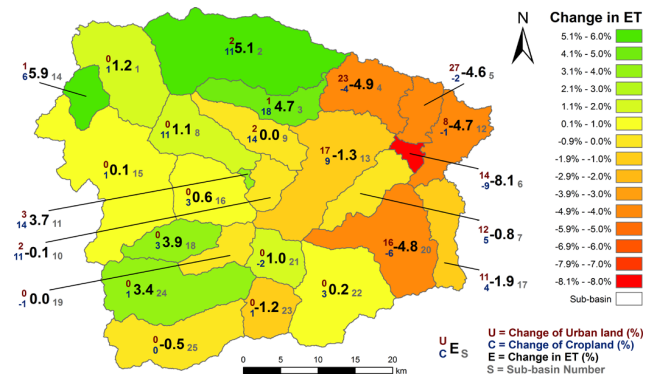 N
Change in ET
5.1% - 6.0%
4.1% - 5.0%
3.1% - 4.0%
2.1% - 3.0%
1.1% - 2.0%
0.1% - 1.0%
-0.9% - 0.0%
-1.9% - -1.0%
-2.9% - -2.0%
-3.9% - -3.0%
-4.9% - -4.0%
-5.9% - -5.0%
-6.9% - -6.0%
-7.9% - -7.0%
-8.1% - -8.0%
Sub-basin
0 1 1.2 1
2 11 5.1 2
1 18 4.7 3
23 -4 -4.9 4
27 -2 -4.6 5
14 -9 -8.1 6
12 5 -0.8 7
0 11 1.1 8
2 14 0.0 9
2 11 -0.1 10
3 14 3.7 11
8 -1 -4.7 12
17 9 -1.3 13
1 6 5.9 14
0 1 0.1 15
0 3 0.6 16
11 4 -1.9 17
0 3 3.9 18
0 -1 0.0 19
16 -6 -4.8 20
0 -2 1.0 21
0 3 0.2 22
0 1 -1.2 23
0 1 3.4 24
0 0 -0.5 25
U C E S
U = Change of Urban land (%)
C = Change of Cropland (%)
E = Change in ET (%)
S = Sub-basin Number
0 5 10 20
km